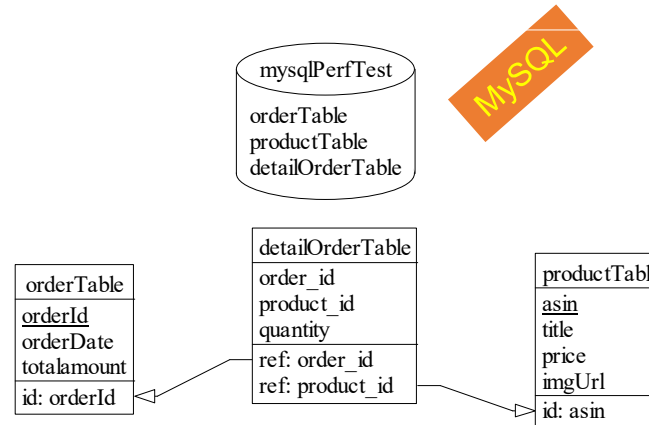 mysqlPerfTest
MySQL
orderTable
productTable
detailOrderTable
orderTable
orderId
orderDate
totalamount
id: orderId
detailOrderTable
order_id
product_id
quantity
ref: order_id
ref: product_id
productTabl
asin
title
price
imgUrl
id: asin